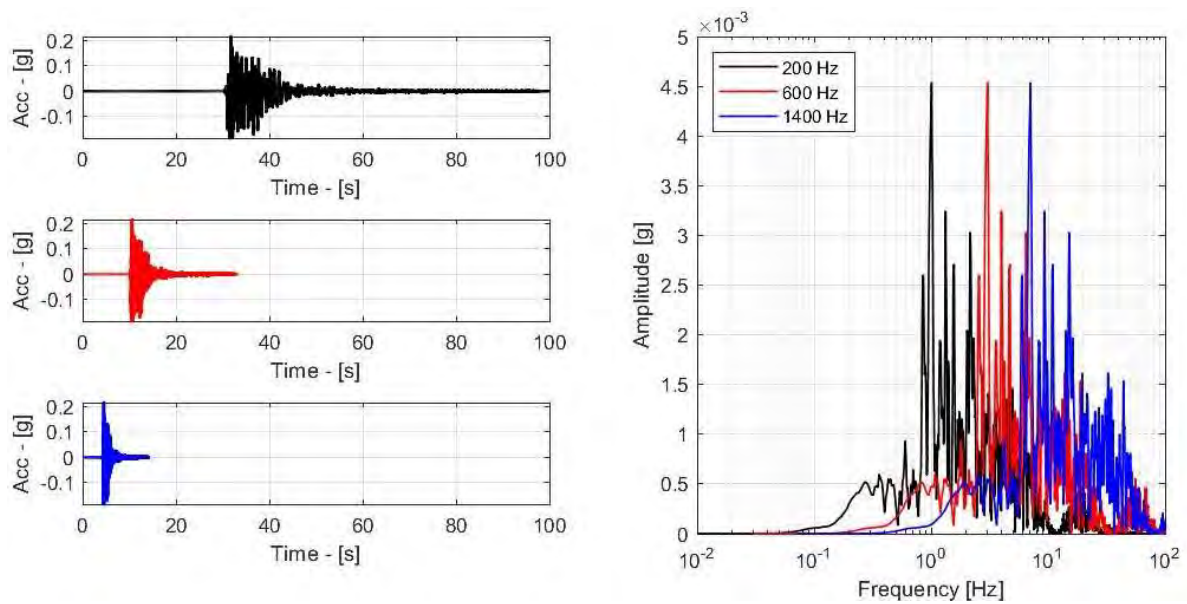 0.2
0.1
0
-0.1
Acc - [g]
0 20 40 60 80 100
Time - [s]
0.2
0.1
0
-0.1
Acc - [g]
0 20 40 60 80 100
Time - [s]
0.2
0.1
0
-0.1
Acc - [g]
0 20 40 60 80 100
Time - [s]
×10⁻³
5
4.5
4
3.5
3
2.5
2
1.5
1
0.5
0
Amplitude [g]
200 Hz
600 Hz
1400 Hz
10⁻² 10⁻¹ 10⁰ 10¹ 10²
Frequency [Hz]